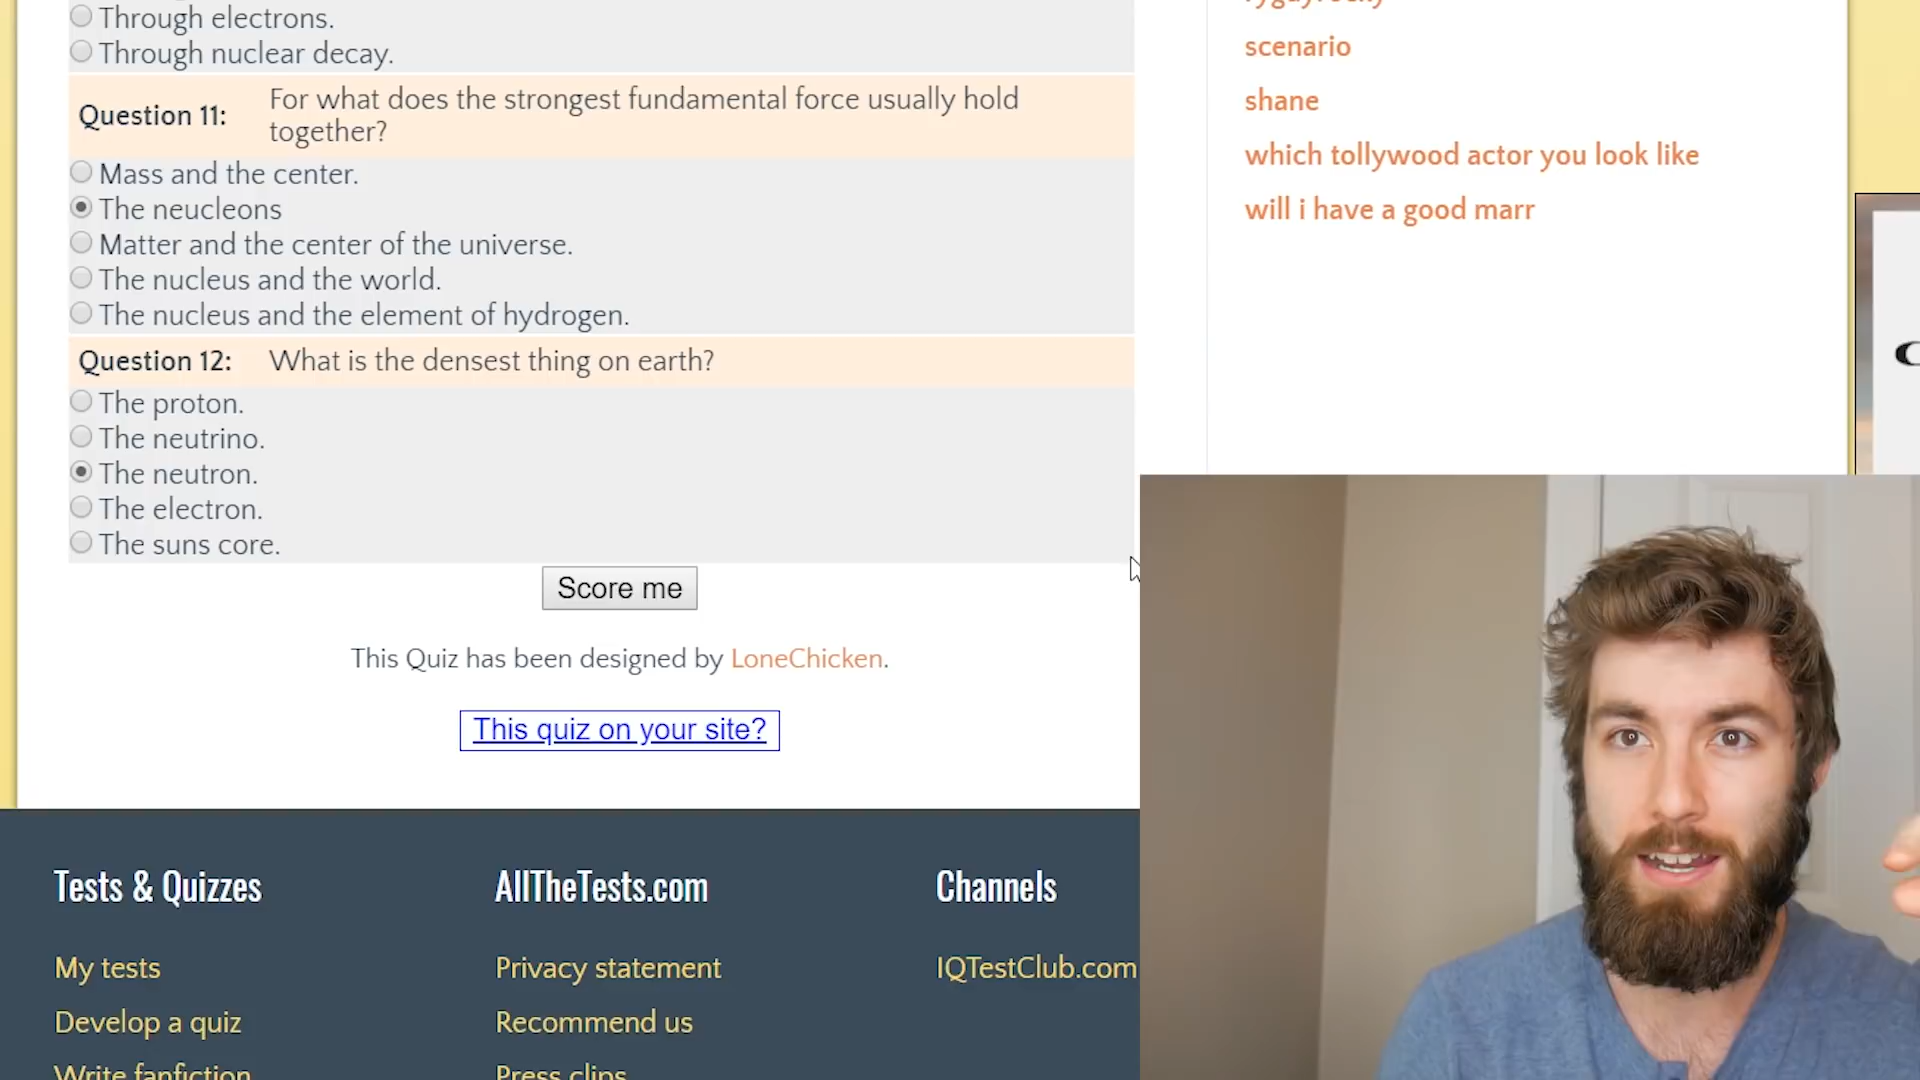 Through electrons.
Through nuclear decay.
Question 11: For what does the strongest fundamental force usually hold
together?
Mass and the center.
The neucleons
Matter and the center of the universe.
The nucleus and the world.
The nucleus and the element of hydrogen.
Question 12: What is the densest thing on earth?
The proton.
The neutrino.
The neutron.
The electron.
The suns core.
Score me
This Quiz has been designed by LoneChicken.
This quiz on your site?
scenario
shane
which tollywood actor you look like
will i have a good marr
Tests & Quizzes
My tests
Develop a quiz
Write fanfiction
AllTheTests.com
Privacy statement
Recommend us
Press clips
Channels
IQTestClub.com